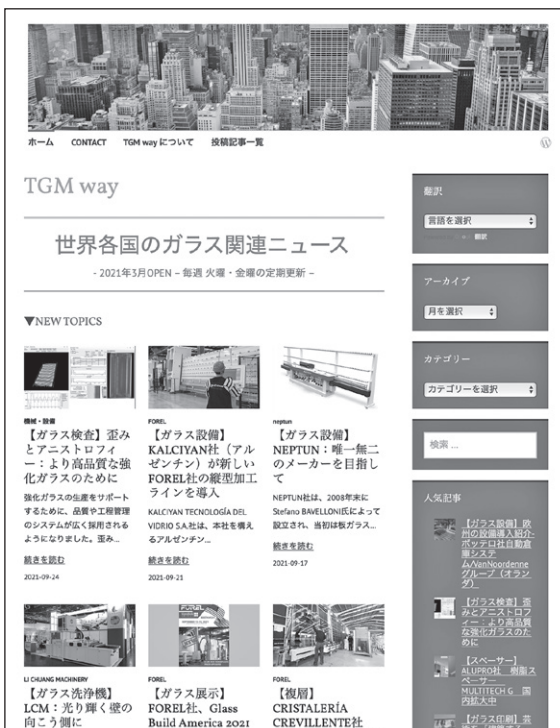 ホーム CONTACT TGM way について 投稿記事一覧
TGM way
世界各国のガラス関連ニュース
- 2021年3月OPEN – 毎週 火曜・金曜の定期更新 –
▼NEW TOPICS
機械・設備
【ガラス検査】歪み
とアニストロフィ
ー：より高品質な強
化ガラスのために
強化ガラスの生産をサポート
するために、品質や工程管理
のシステムが広く採用される
ようになりました。歪み...
続きを読む
2021-09-24
FOREL
【ガラス設備】
KALCIYAN社（アル
ゼンチン）が新しい
FOREL社の縦型加工
ラインを導入
KALCIYAN TECNOLOGÍA DEL
VIDRIO S.A.社は、本社を構え
るアルゼンチン...
続きを読む
2021-09-21
neptun
【ガラス設備】
NEPTUN：唯一無二
のメーカーを目指し
て
NEPTUN社は、2008年末に
Stefano BAVELLONI氏によって
設立され、当初は板ガラス...
続きを読む
2021-09-17
LI CHUANG MACHINERY
【ガラス洗浄機】
LCM：光り輝く壁の
向こう側に
FOREL
【ガラス展示】
FOREL社、Glass
Build America 2021
FOREL
【複層】
CRISTALERÍA
CREVILLENTE社
翻訳
言語を選択
翻訳
アーカイブ
月を選択
カテゴリー
カテゴリーを選択
検索 …
人気記事
【ガラス設備】欧
州の設備導入紹介-
ボッテロ社自動倉
庫システ
ム/VanNoordenne
グループ（オラン
ダ）
【ガラス検査】歪
みとアニストロフ
ィー：より高品質
な強化ガラスのた
めに
【スペーサー】
ALUPRO社 樹脂ス
ペーサー
MULTITECH G 国
内拡大中
【ガラス印刷】芸